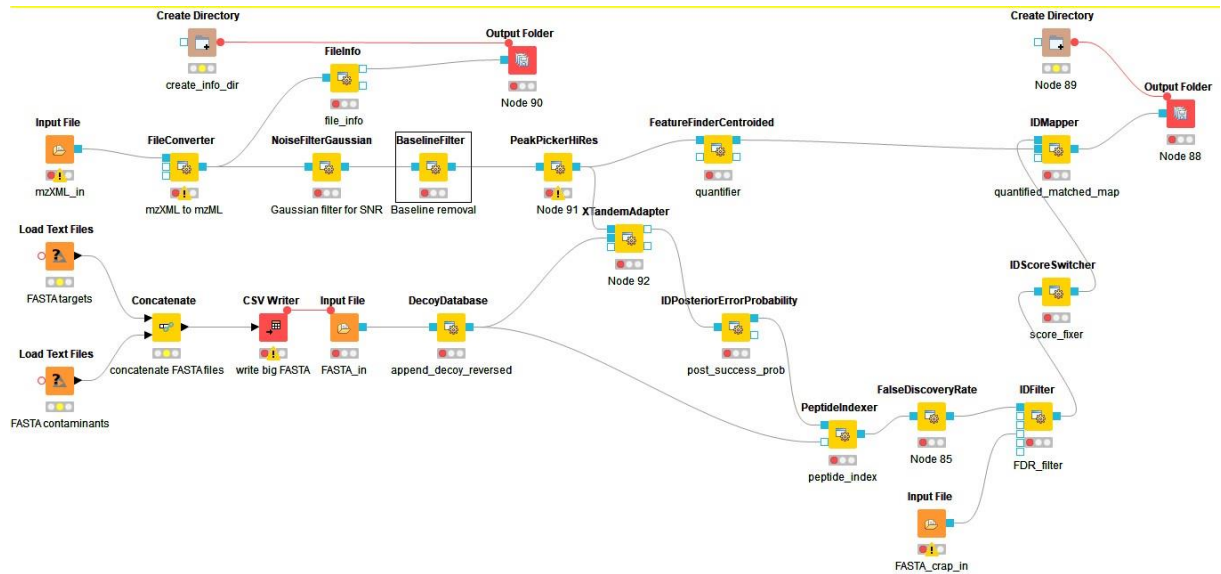 Create Directory
create_info_dir
FileInfo
file_info
Output Folder
Node 90
Create Directory
Node 89
Output Folder
Node 88
Input File
mzXML_in
FileConverter
mzXML to mzML
NoiseFilterGaussian
Gaussian filter for SNR
BaselineFilter
Baseline removal
PeakPickerHiRes
Node 91
FeatureFinderCentroided
quantifier
IDMapper
quantified_matched_map
XTandemAdapter
Node 92
Load Text Files
FASTA targets
Concatenate
concatenate FASTA files
CSV Writer
write big FASTA
Input File
FASTA_in
DecoyDatabase
append_decoy_reversed
IDPosteriorErrorProbability
post_success_prob
IDScoreSwitcher
score_fixer
Load Text Files
FASTA contaminants
PeptideIndexer
peptide_index
FalseDiscoveryRate
Node 85
IDFilter
FDR_filter
Input File
FASTA_crap_in